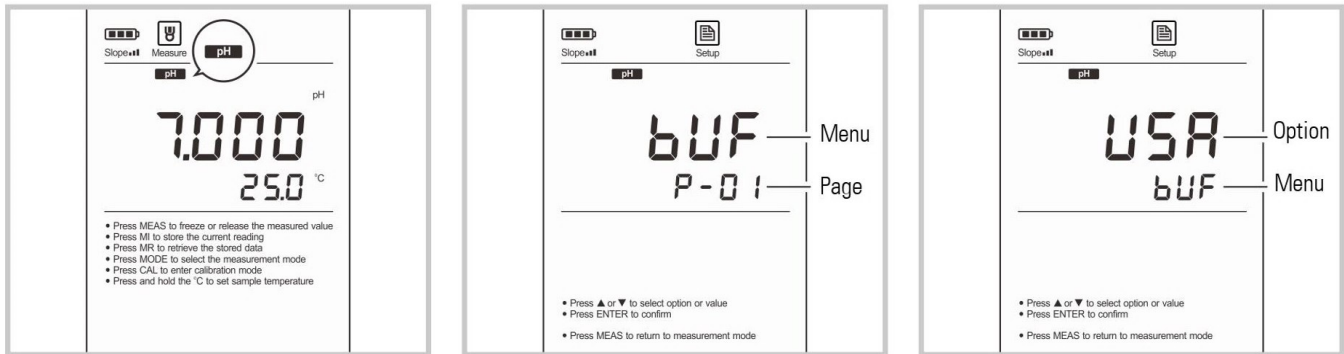 Slope
Measure
pH
pH
pH
7.000
25.0 °C
• Press MEAS to freeze or release the measured value
• Press MI to store the current reading
• Press MR to retrieve the stored data
• Press MODE to select the measurement mode
• Press CAL to enter calibration mode
• Press and hold the °C to set sample temperature
Slope
Setup
pH
bUF
Menu
P-01
Page
• Press ▲ or ▼ to select option or value
• Press ENTER to confirm
• Press MEAS to return to measurement mode
Slope
Setup
pH
USA
Option
bUF
Menu
• Press ▲ or ▼ to select option or value
• Press ENTER to confirm
• Press MEAS to return to measurement mode